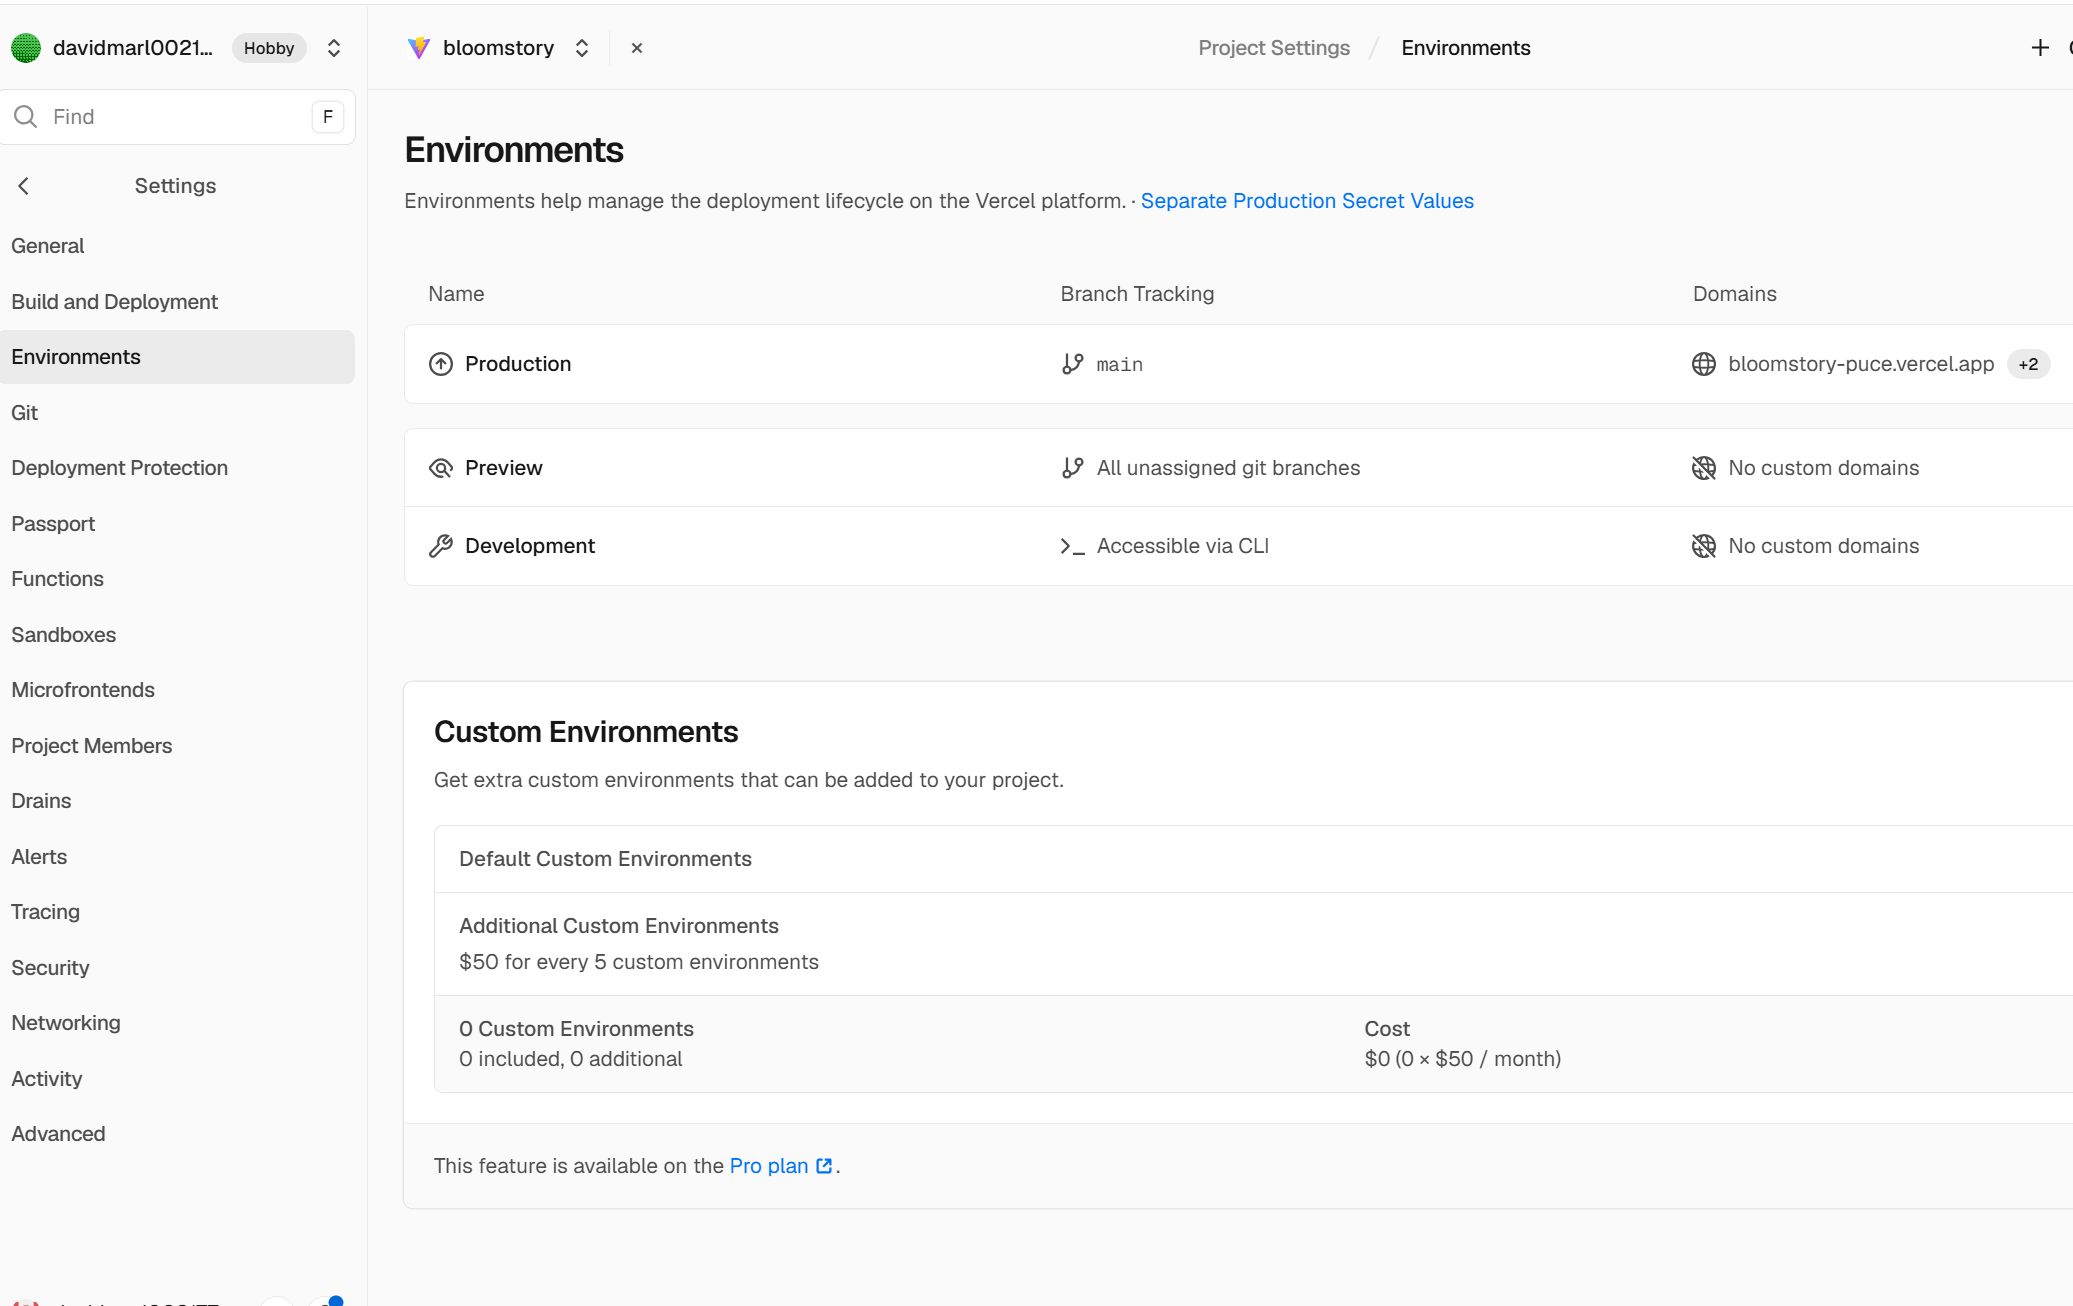 davidmarl0021... Hobby
bloomstory
Project Settings / Environments
Find F
Settings
General
Build and Deployment
Environments
Git
Deployment Protection
Passport
Functions
Sandboxes
Microfrontends
Project Members
Drains
Alerts
Tracing
Security
Networking
Activity
Advanced
Environments
Environments help manage the deployment lifecycle on the Vercel platform. · Separate Production Secret Values
Name Branch Tracking Domains
Production main bloomstory-puce.vercel.app +2
Preview All unassigned git branches No custom domains
Development Accessible via CLI No custom domains
Custom Environments
Get extra custom environments that can be added to your project.
Default Custom Environments
Additional Custom Environments
$50 for every 5 custom environments
0 Custom Environments Cost
0 included, 0 additional $0 (0 × $50 / month)
This feature is available on the Pro plan.